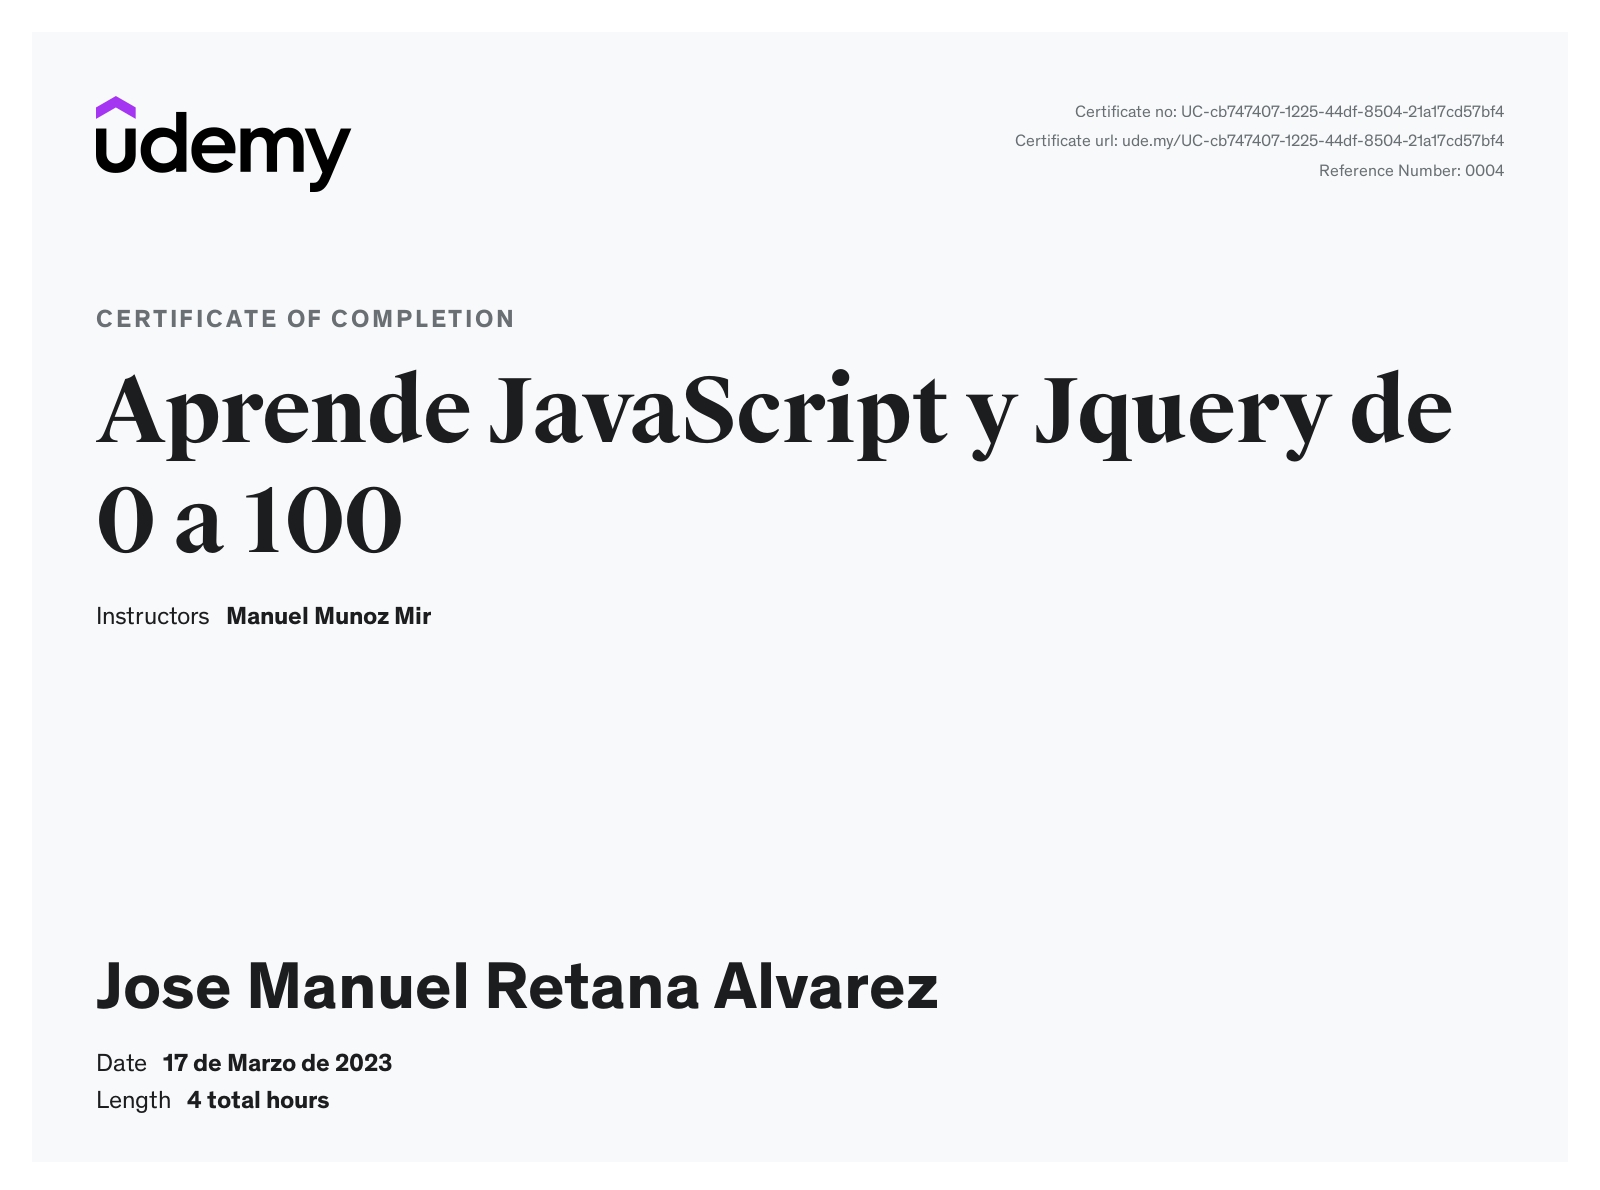 udemy
Certificate no: UC-cb747407-1225-44df-8504-21a17cd57bf4
Certificate url: ude.my/UC-cb747407-1225-44df-8504-21a17cd57bf4
Reference Number: 0004
CERTIFICATE OF COMPLETION
Aprende JavaScript y Jquery de
0 a 100
Instructors Manuel Munoz Mir
Jose Manuel Retana Alvarez
Date 17 de Marzo de 2023
Length 4 total hours